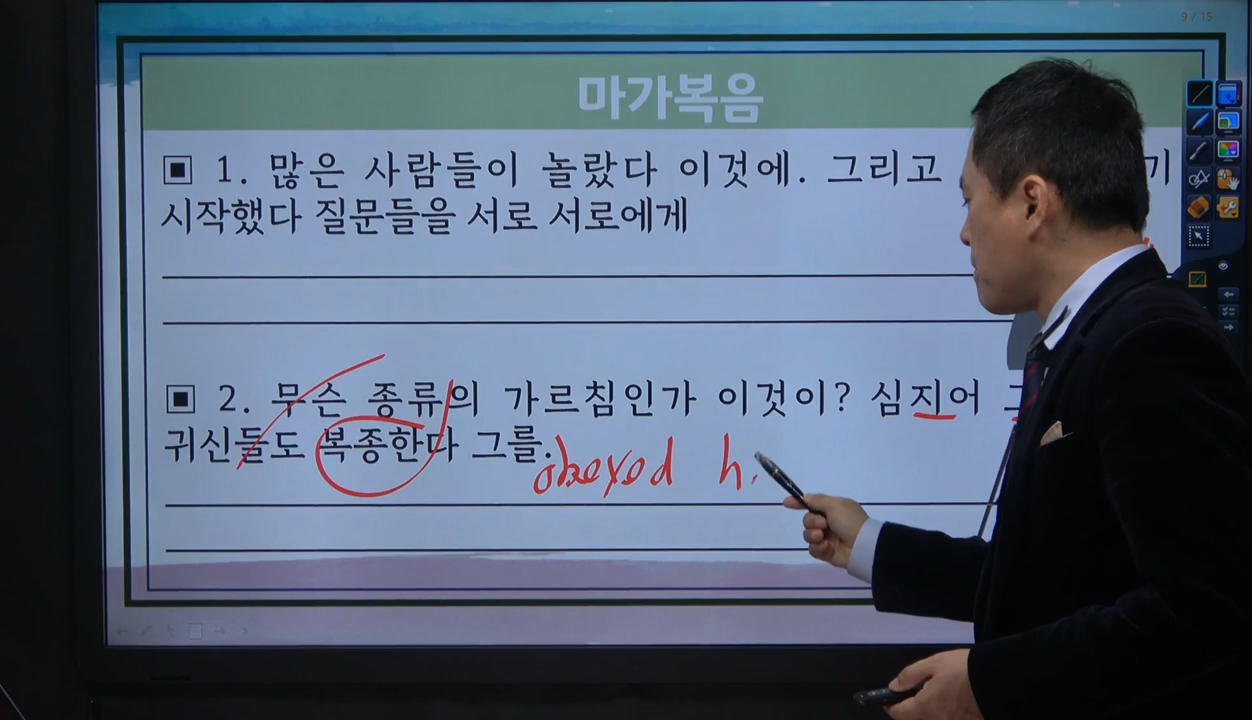 9 / 15
마가복음
▣ 1. 많은 사람들이 놀랐다 이것에. 그리고 기
시작했다 질문들을 서로 서로에게
▣ 2. 무슨 종류의 가르침인가 이것이? 심지어
귀신들도 복종한다 그를.
obeyed h